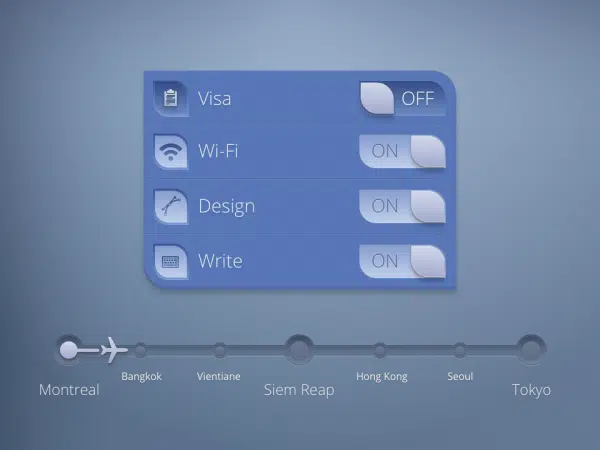 Visa OFF
Wi-Fi ON
Design ON
Write ON
Bangkok Vientiane Hong Kong Seoul
Montreal Siem Reap Tokyo